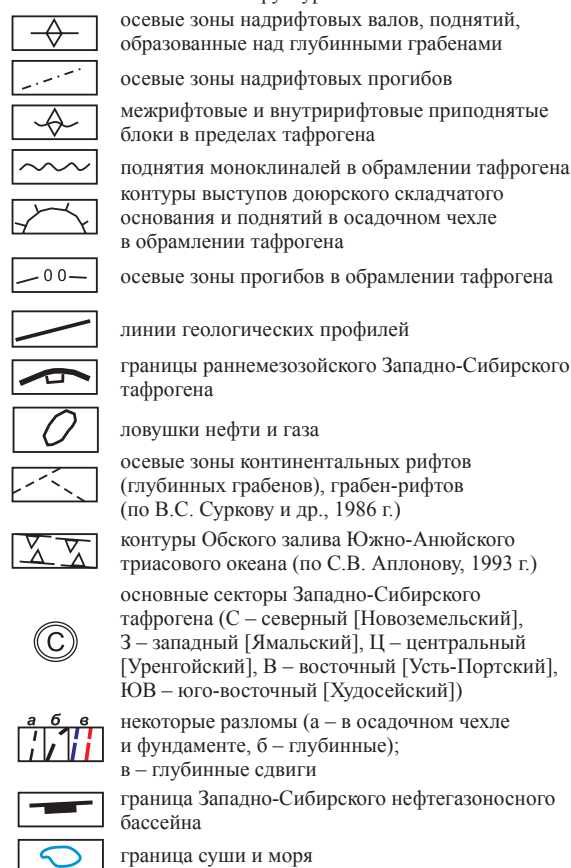 осевые зоны надрифтовых валов, поднятий,
образованные над глубинными грабенами
осевые зоны надрифтовых прогибов
межрифтовые и внутририфтовые приподнятые
блоки в пределах тафрогена
поднятия моноклиналей в обрамлении тафрогена
контуры выступов доюрского складчатого
основания и поднятий в осадочном чехле
в обрамлении тафрогена
0 0
осевые зоны прогибов в обрамлении тафрогена
линии геологических профилей
границы раннемезозойского Западно-Сибирского
тафрогена
ловушки нефти и газа
осевые зоны континентальных рифтов
(глубинных грабенов), грабен-рифтов
(по В.С. Суркову и др., 1986 г.)
контуры Обского залива Южно-Анюйского
триасового океана (по С.В. Аплонову, 1993 г.)
С
основные секторы Западно-Сибирского
тафрогена (С – северный [Новоземельский],
З – западный [Ямальский], Ц – центральный
[Уренгойский], В – восточный [Усть-Портский],
ЮВ – юго-восточный [Худосейский])
а б в
некоторые разломы (а – в осадочном чехле
и фундаменте, б – глубинные);
в – глубинные сдвиги
граница Западно-Сибирского нефтегазоносного
бассейна
граница суши и моря